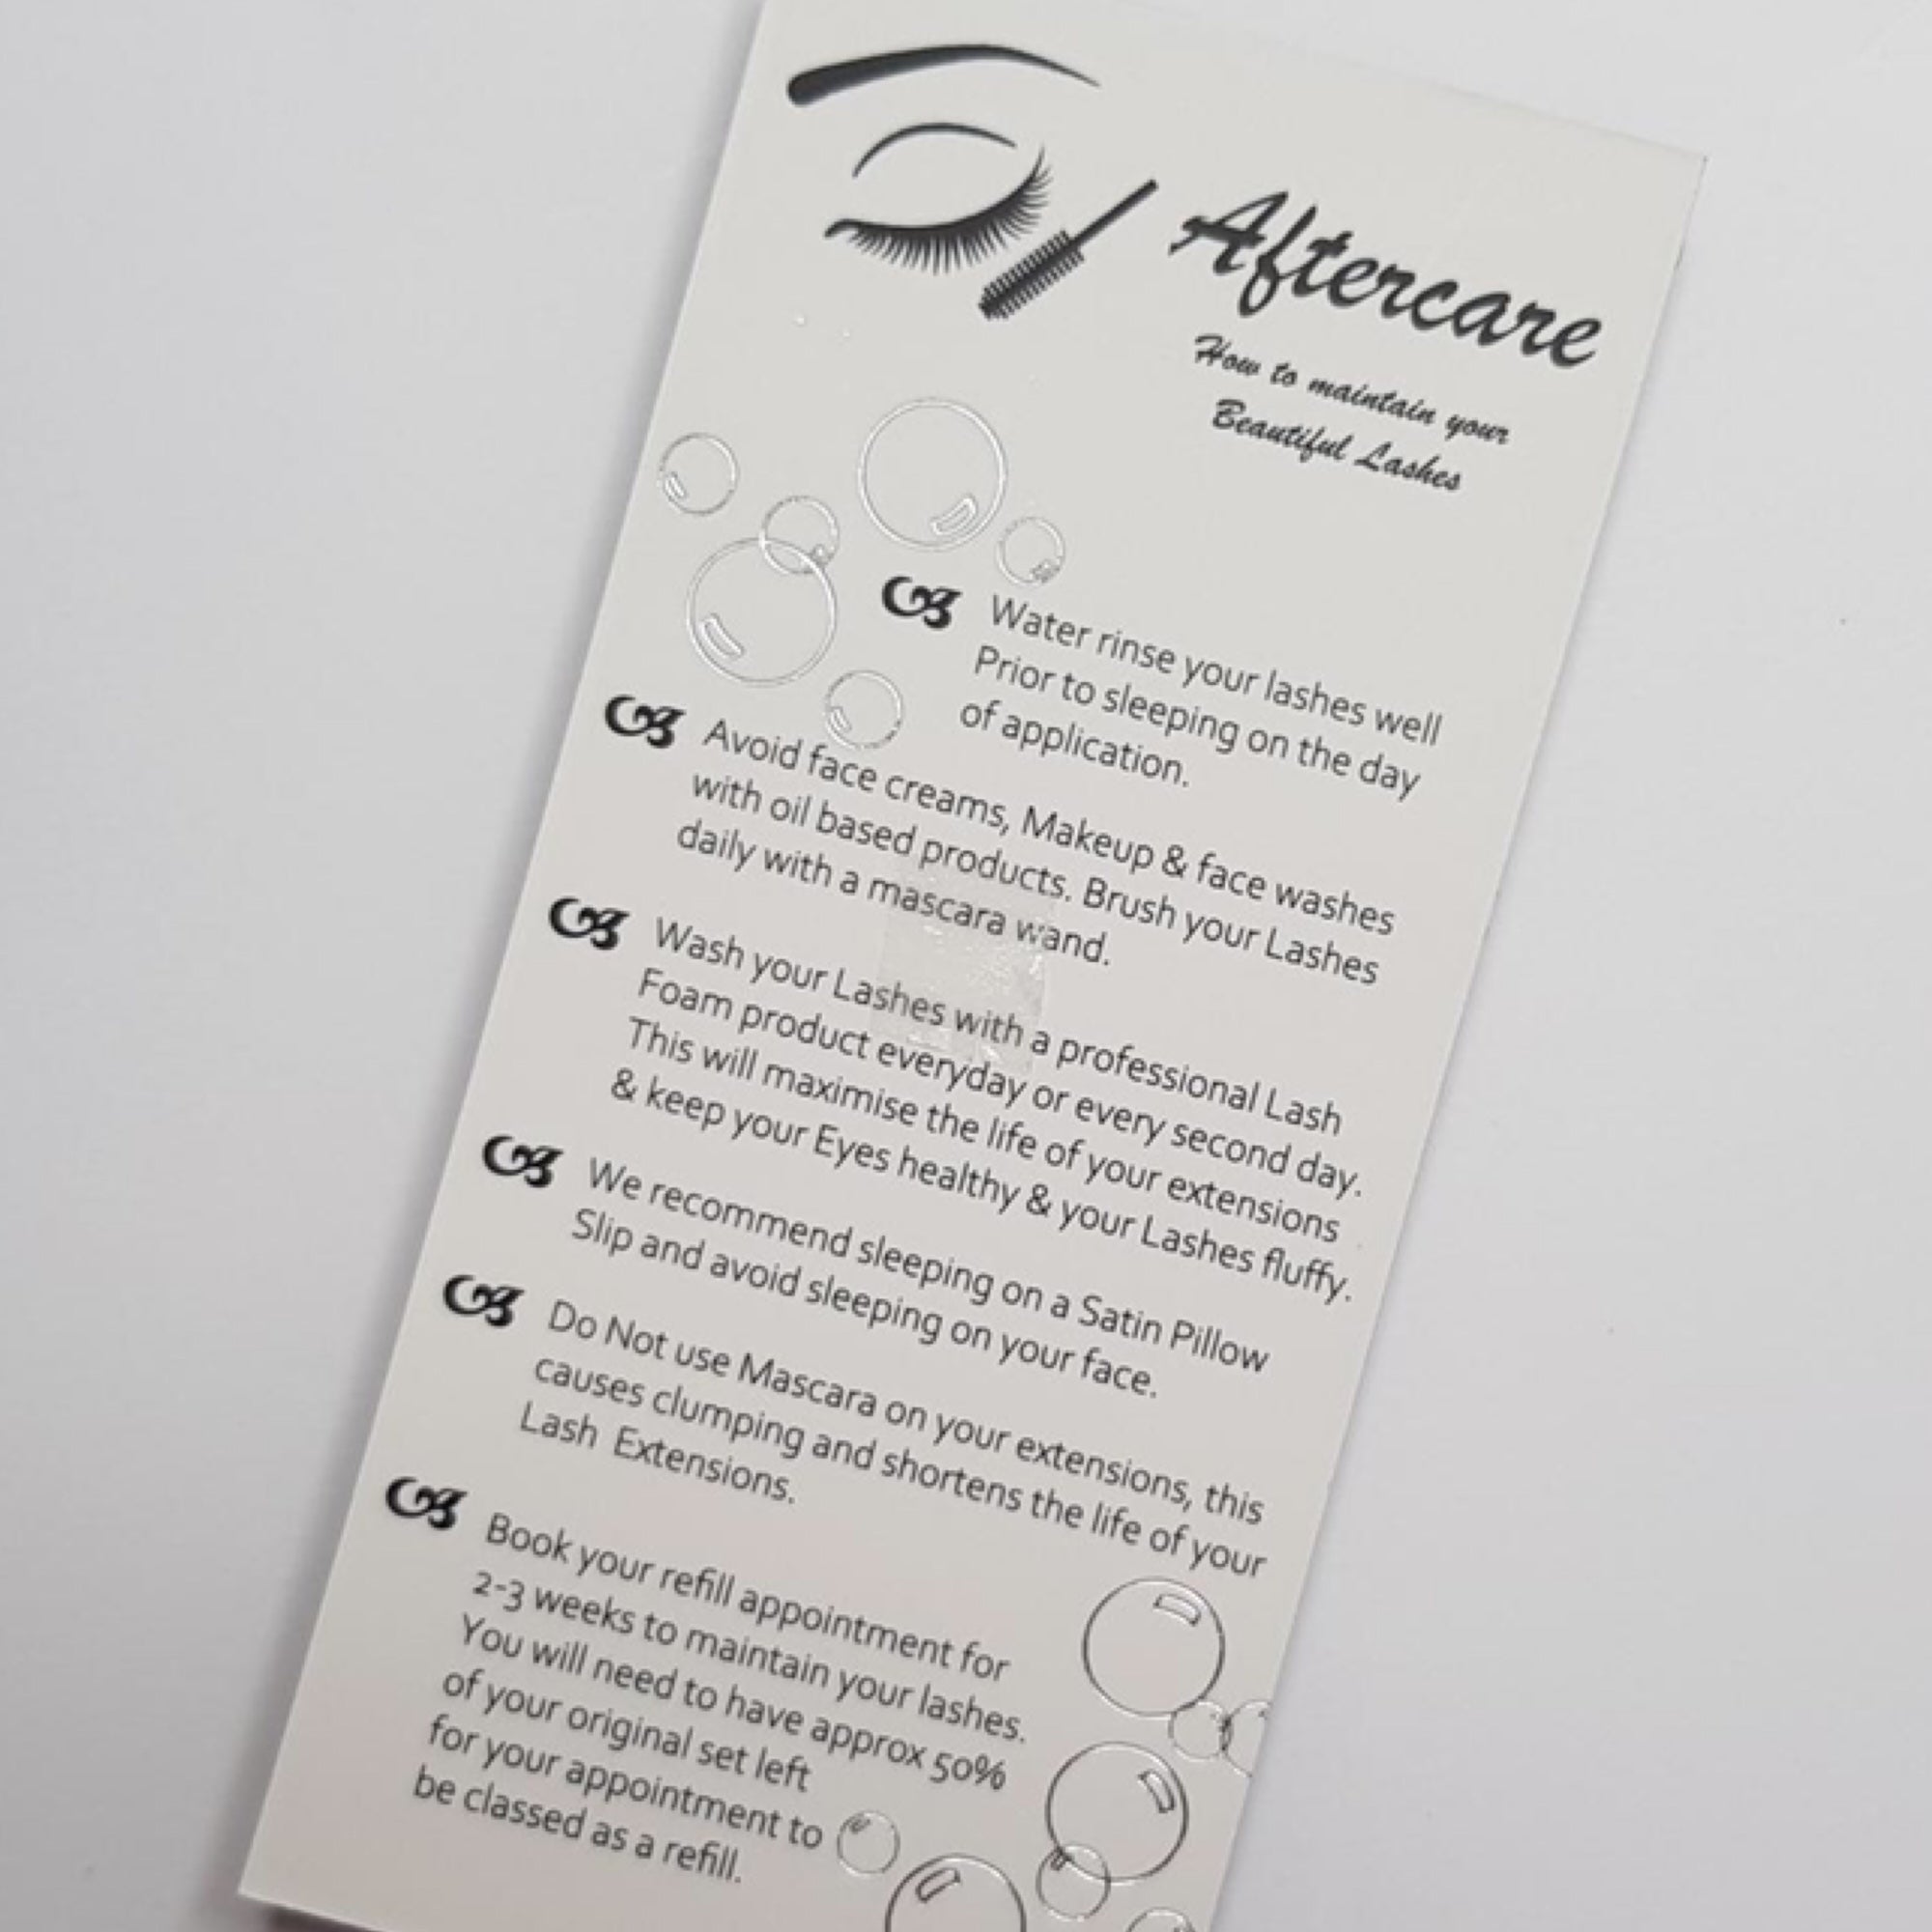 Aftercare
How to maintain your
Beautiful Lashes
Water rinse your lashes well
Prior to sleeping on the day
of application.
Avoid face creams, Makeup & face washes
with oil based products. Brush your Lashes
daily with a mascara wand.
Wash your Lashes with a professional Lash
Foam product everyday or every second day.
This will maximise the life of your extensions
& keep your Eyes healthy & your Lashes fluffy.
We recommend sleeping on a Satin Pillow
Slip and avoid sleeping on your face.
Do Not use Mascara on your extensions, this
causes clumping and shortens the life of your
Lash Extensions.
Book your refill appointment for
2-3 weeks to maintain your lashes.
You will need to have approx 50%
of your original set left
for your appointment to
be classed as a refill.